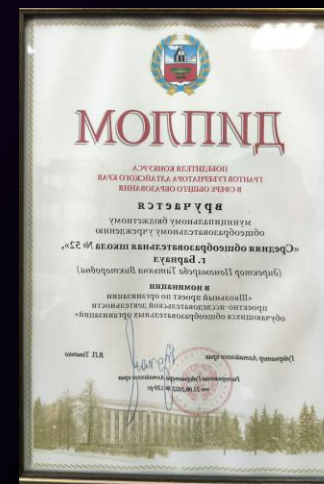 ДИПЛОМ
ПОБЕДИТЕЛЯ КОНКУРСА
ГРАНТОВ ГУБЕРНАТОРА АЛТАЙСКОГО КРАЯ
В СФЕРЕ ОБЩЕГО ОБРАЗОВАНИЯ
вручается
муниципальному бюджетному
общеобразовательному учреждению
«Средняя общеобразовательная школа № 52»,
г. Барнаул
(директор Пономарева Татьяна Викторовна)
в номинации
«Школьный проект по организации
проектно-исследовательской деятельности
обучающихся общеобразовательных организаций»
Губернатор Алтайского края
В.П. Томенко
Распоряжение Губернатора Алтайского края